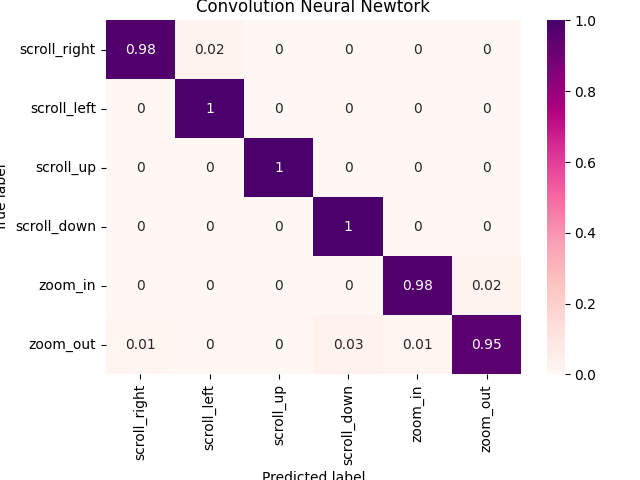 Convolution Neural Newtork
scroll_right 0.98 0.02 0 0 0 0
scroll_left 0 1 0 0 0 0
scroll_up 0 0 1 0 0 0
scroll_down 0 0 0 1 0 0
zoom_in 0 0 0 0 0.98 0.02
zoom_out 0.01 0 0 0.03 0.01 0.95
scroll_right scroll_left scroll_up scroll_down zoom_in zoom_out
Predicted label
True label
1.0
0.8
0.6
0.4
0.2
0.0